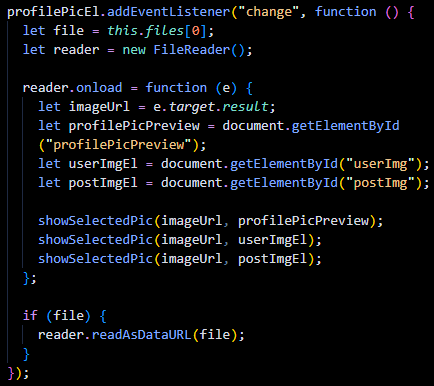 profilePicEl.addEventListener("change", function () {
  let file = this.files[0];
  let reader = new FileReader();

  reader.onload = function (e) {
    let imageUrl = e.target.result;
    let profilePicPreview = document.getElementById
    ("profilePicPreview");
    let userImgEl = document.getElementById("userImg");
    let postImgEl = document.getElementById("postImg");

    showSelectedPic(imageUrl, profilePicPreview);
    showSelectedPic(imageUrl, userImgEl);
    showSelectedPic(imageUrl, postImgEl);
  };

  if (file) {
    reader.readAsDataURL(file);
  }
});